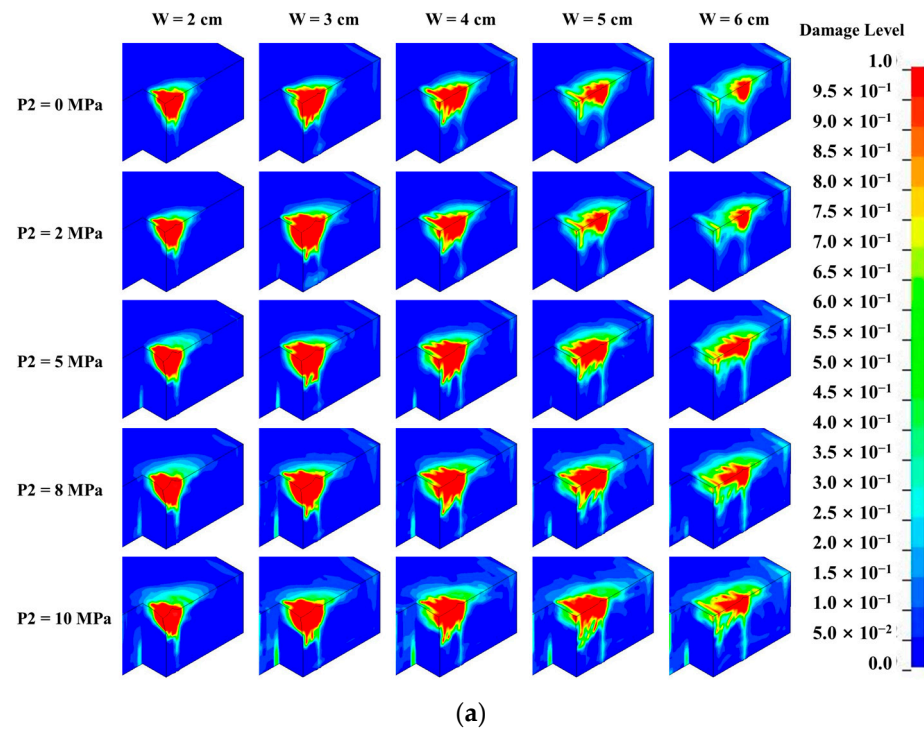 W = 2 cm W = 3 cm W = 4 cm W = 5 cm W = 6 cm
Damage Level
P2 = 0 MPa
P2 = 2 MPa
P2 = 5 MPa
P2 = 8 MPa
P2 = 10 MPa
1.0
9.5 × 10⁻¹
9.0 × 10⁻¹
8.5 × 10⁻¹
8.0 × 10⁻¹
7.5 × 10⁻¹
7.0 × 10⁻¹
6.5 × 10⁻¹
6.0 × 10⁻¹
5.5 × 10⁻¹
5.0 × 10⁻¹
4.5 × 10⁻¹
4.0 × 10⁻¹
3.5 × 10⁻¹
3.0 × 10⁻¹
2.5 × 10⁻¹
2.0 × 10⁻¹
1.5 × 10⁻¹
1.0 × 10⁻¹
5.0 × 10⁻²
0.0
(a)